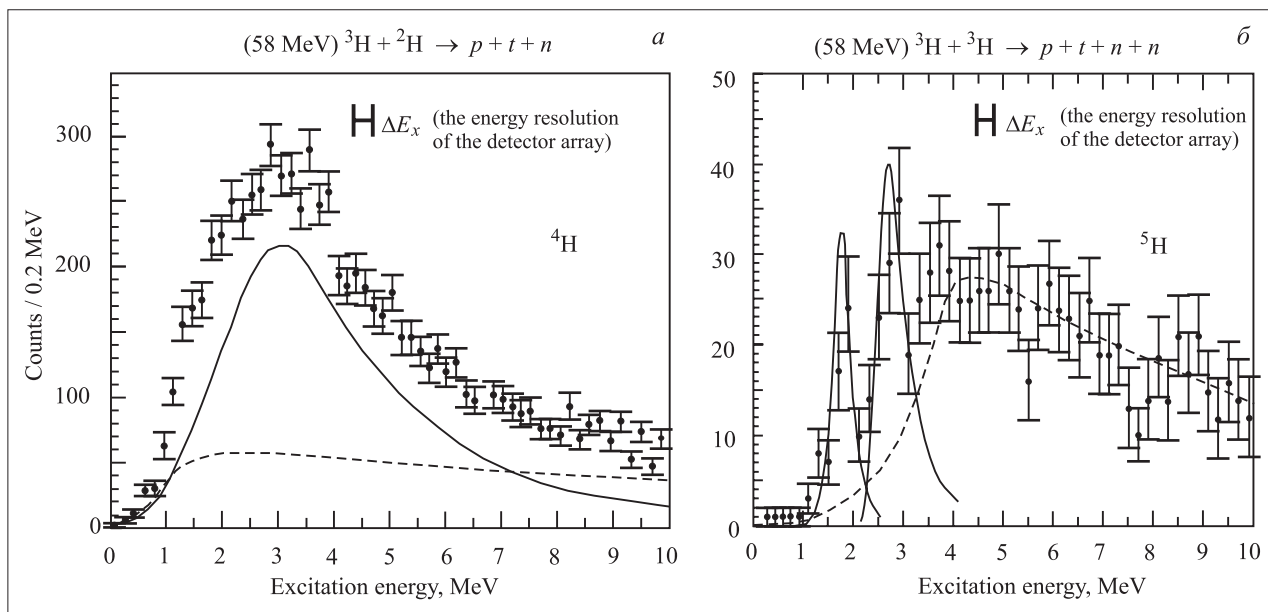 (58 MeV) ³H + ²H → p + t + n
а
ΔEₓ (the energy resolution
of the detector array)
⁴H
Counts / 0.2 MeV
300
200
100
0
0 1 2 3 4 5 6 7 8 9 10
Excitation energy, MeV
(58 MeV) ³H + ³H → p + t + n + n
б
ΔEₓ (the energy resolution
of the detector array)
⁵H
50
40
30
20
10
0
0 1 2 3 4 5 6 7 8 9 10
Excitation energy, MeV